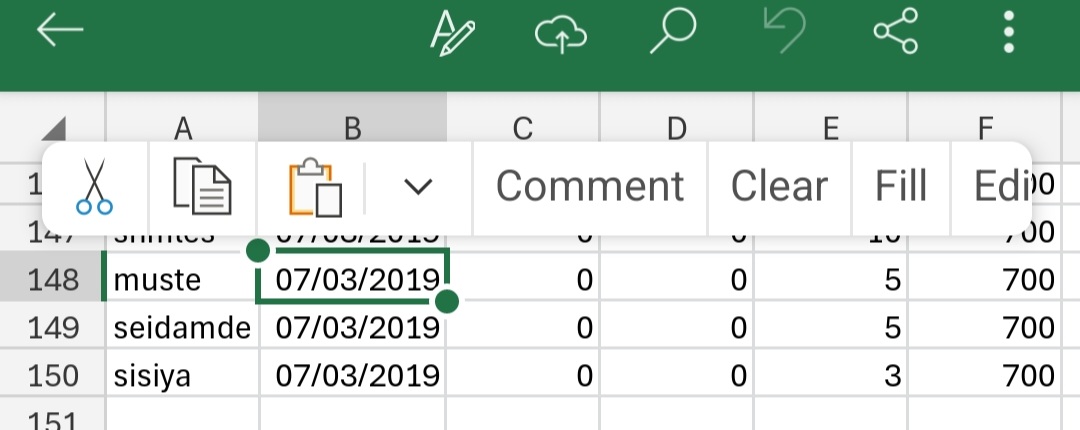 A B C D E F
Comment Clear Fill Edi
148 muste 07/03/2019 0 0 5 700
149 seidamde 07/03/2019 0 0 5 700
150 sisiya 07/03/2019 0 0 3 700
151